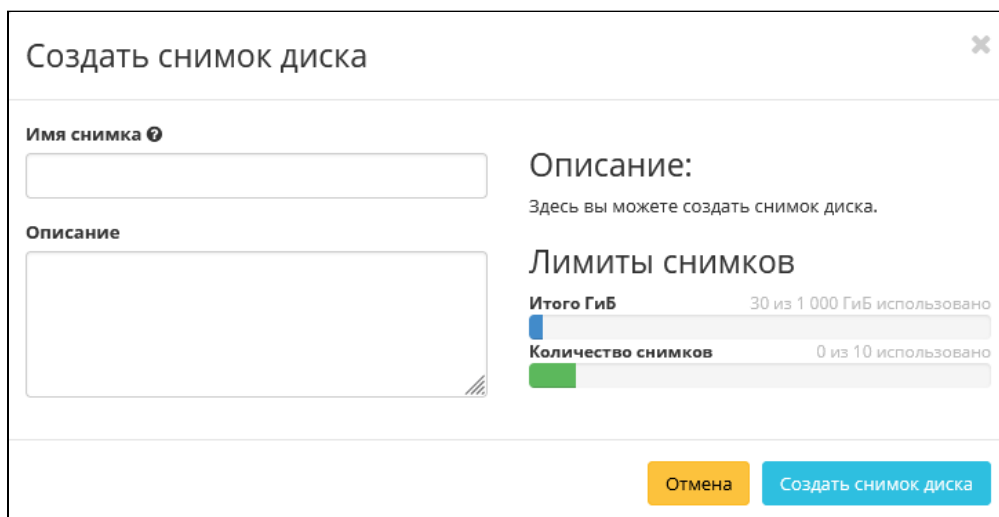 Создать снимок диска
Имя снимка
Описание
Описание:
Здесь вы можете создать снимок диска.
Лимиты снимков
Итого ГиБ 30 из 1 000 ГиБ использовано
Количество снимков 0 из 10 использовано
Отмена Создать снимок диска